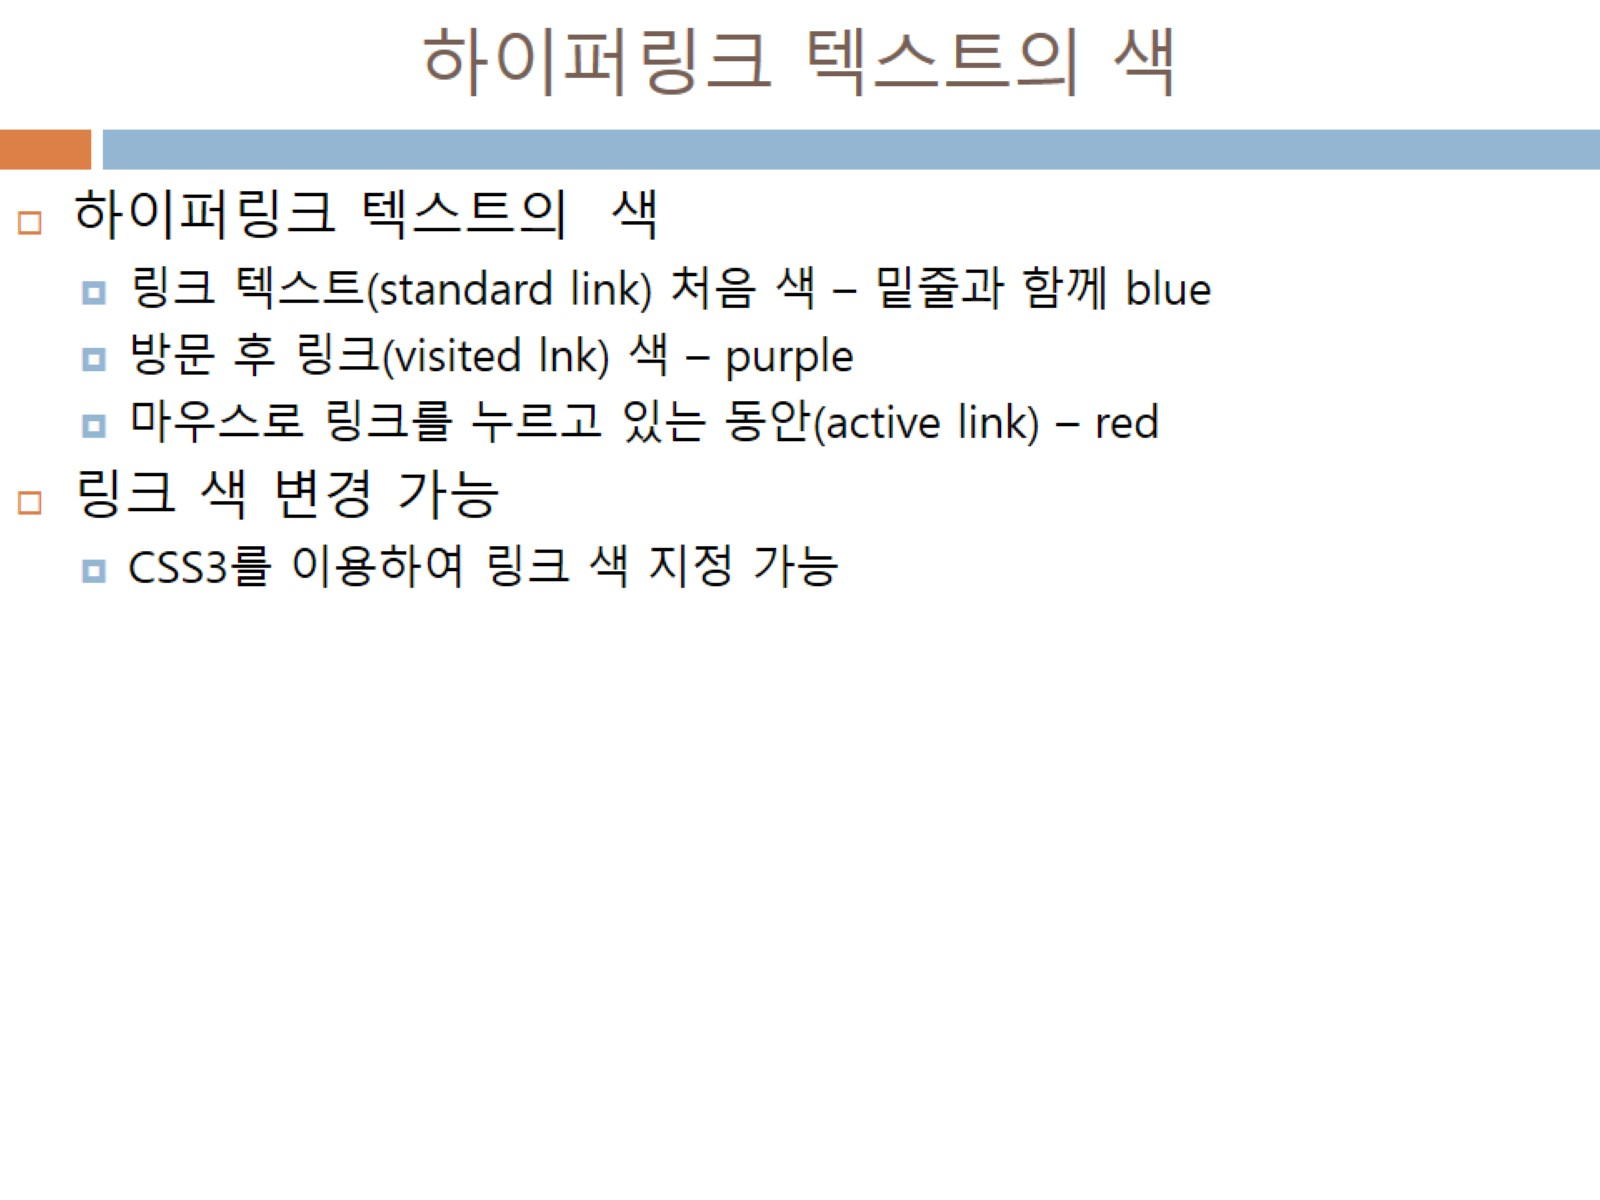 하이퍼링크 텍스트의 색
하이퍼링크 텍스트의 색
링크 텍스트(standard link) 처음 색 – 밑줄과 함께 blue
방문 후 링크(visited lnk) 색 – purple
마우스로 링크를 누르고 있는 동안(active link) – red
링크 색 변경 가능
CSS3를 이용하여 링크 색 지정 가능